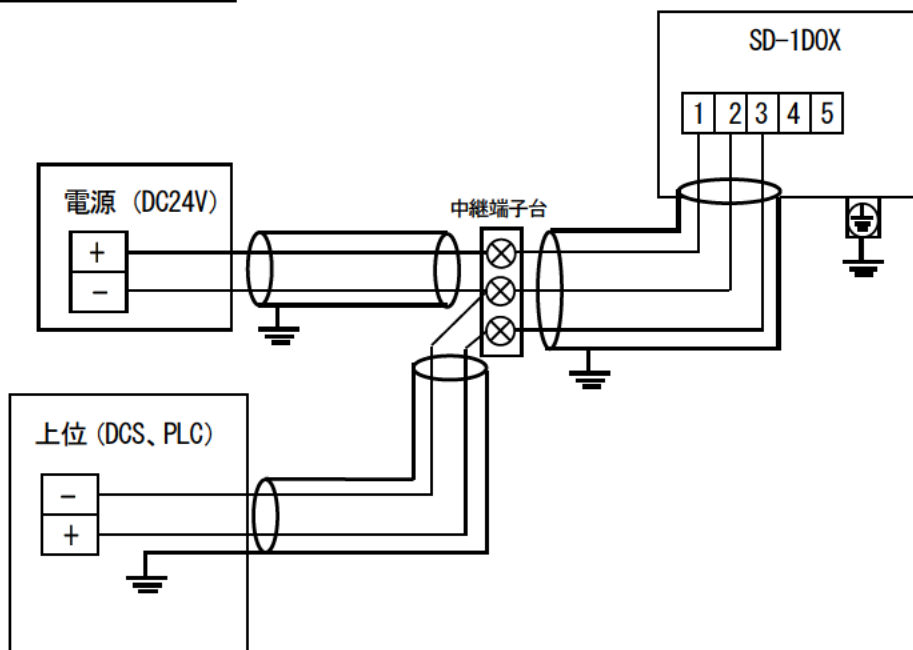 SD-1DOX
1 2 3 4 5
電源 (DC24V)
+
-
中継端子台
上位 (DCS、PLC)
-
+